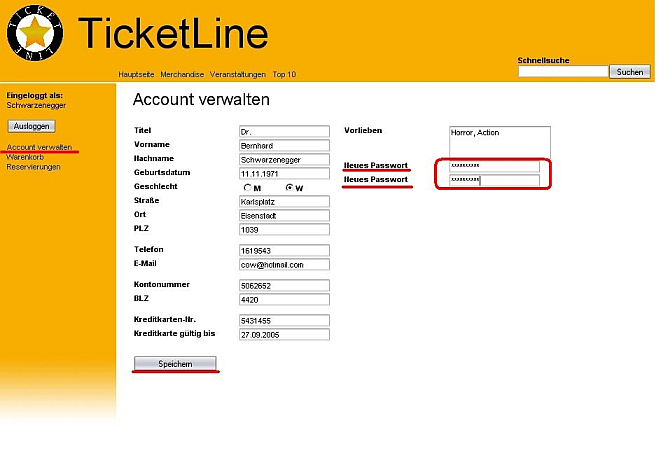 TICKET LINE
TicketLine
Hauptseite Merchandise Veranstaltungen Top 10
Schnellsuche
Suchen
Eingeloggt als:
Schwarzenegger
Ausloggen
Account verwalten
Warenkorb
Reservierungen
Account verwalten
Titel Dr.
Vorname Bernhard
Nachname Schwarzenegger
Geburtsdatum 11.11.1971
Geschlecht M W
Straße Karlsplatz
Ort Eisenstadt
PLZ 1039
Telefon 1619543
E-Mail cow@hotmail.com
Kontonummer 5062652
BLZ 4420
Kreditkarten-Nr. 5431455
Kreditkarte gültig bis 27.09.2005
Speichern
Vorlieben Horror, Action
Neues Passwort xxxxxxxxx
Neues Passwort xxxxxxxxx